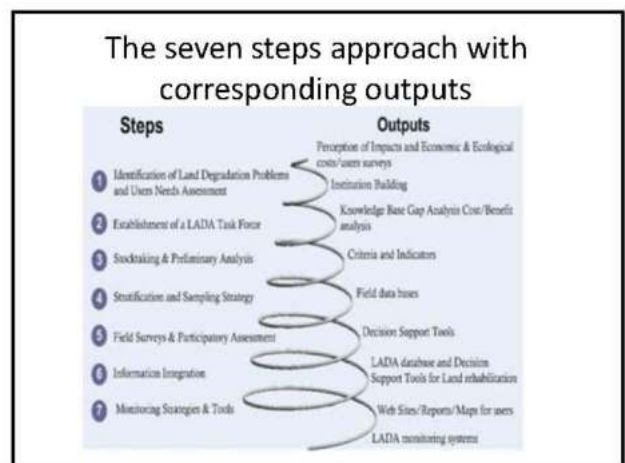 The seven steps approach with
corresponding outputs
Steps
1 Identification of Land Degradation Problems
and Users Needs Assessment
2 Establishment of a LADA Task Force
3 Stocktaking & Preliminary Analysis
4 Stratification and Sampling Strategy
5 Field Surveys & Participatory Assessment
6 Information Integration
7 Monitoring Strategies & Tools
Outputs
Perception of Impacts and Economic & Ecological
costs/users surveys
Institution Building
Knowledge Base Gap Analysis Cost/Benefit
analysis
Criteria and Indicators
Field data bases
Decision Support Tools
LADA database and Decision
Support Tools for Land rehabilitation
Web Sites/Reports/Maps for users
LADA monitoring systems